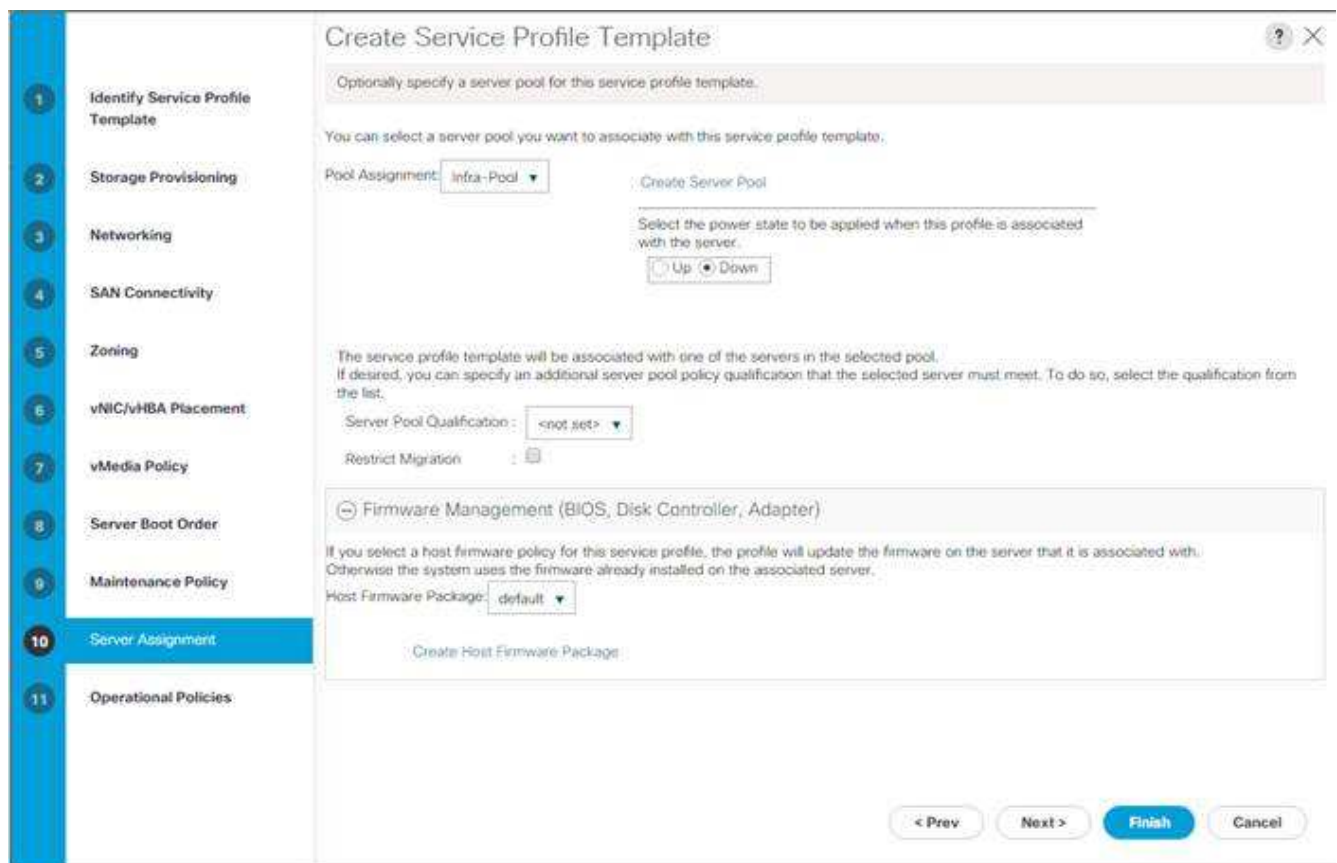 Create Service Profile Template
?
Optionally specify a server pool for this service profile template.
1
Identify Service Profile
Template
You can select a server pool you want to associate with this service profile template.
2
Storage Provisioning
Pool Assignment: Infra-Pool
Create Server Pool
Select the power state to be applied when this profile is associated
with the server.
Up Down
3
Networking
4
SAN Connectivity
5
Zoning
The service profile template will be associated with one of the servers in the selected pool.
If desired, you can specify an additional server pool policy qualification that the selected server must meet. To do so, select the qualification from
the list.
6
vNIC/vHBA Placement
Server Pool Qualification : <not set>
Restrict Migration :
7
vMedia Policy
8
Server Boot Order
Firmware Management (BIOS, Disk Controller, Adapter)
If you select a host firmware policy for this service profile, the profile will update the firmware on the server that it is associated with.
Otherwise the system uses the firmware already installed on the associated server.
9
Maintenance Policy
Host Firmware Package: default
10
Server Assignment
Create Host Firmware Package
11
Operational Policies
< Prev
Next >
Finish
Cancel